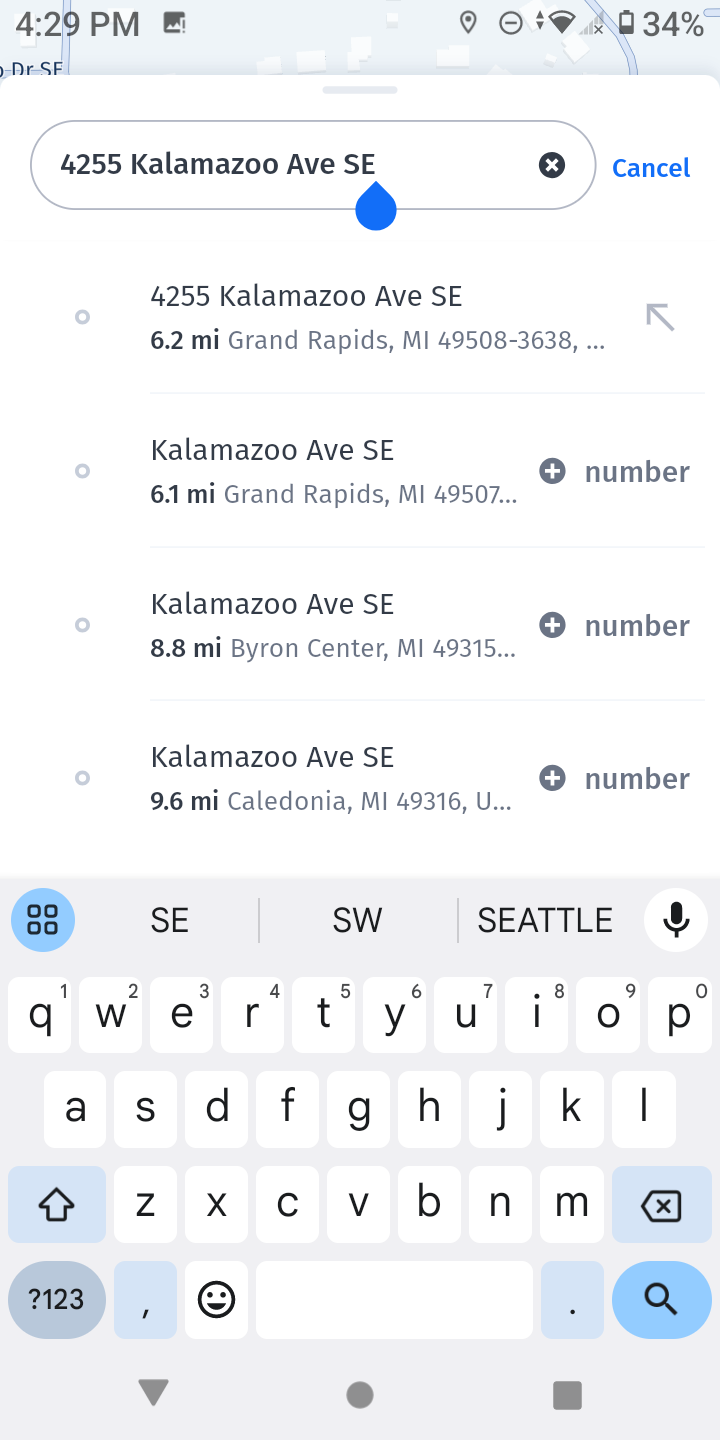 4:29 PM
34%
Dr SE
4255 Kalamazoo Ave SE
Cancel
4255 Kalamazoo Ave SE
6.2 mi Grand Rapids, MI 49508-3638, ...
Kalamazoo Ave SE
6.1 mi Grand Rapids, MI 49507...
number
Kalamazoo Ave SE
8.8 mi Byron Center, MI 49315...
number
Kalamazoo Ave SE
9.6 mi Caledonia, MI 49316, U...
number
SE SW SEATTLE
q1 w2 e3 r4 t5 y6 u7 i8 o9 p0
a s d f g h j k l
z x c v b n m
?123 , .